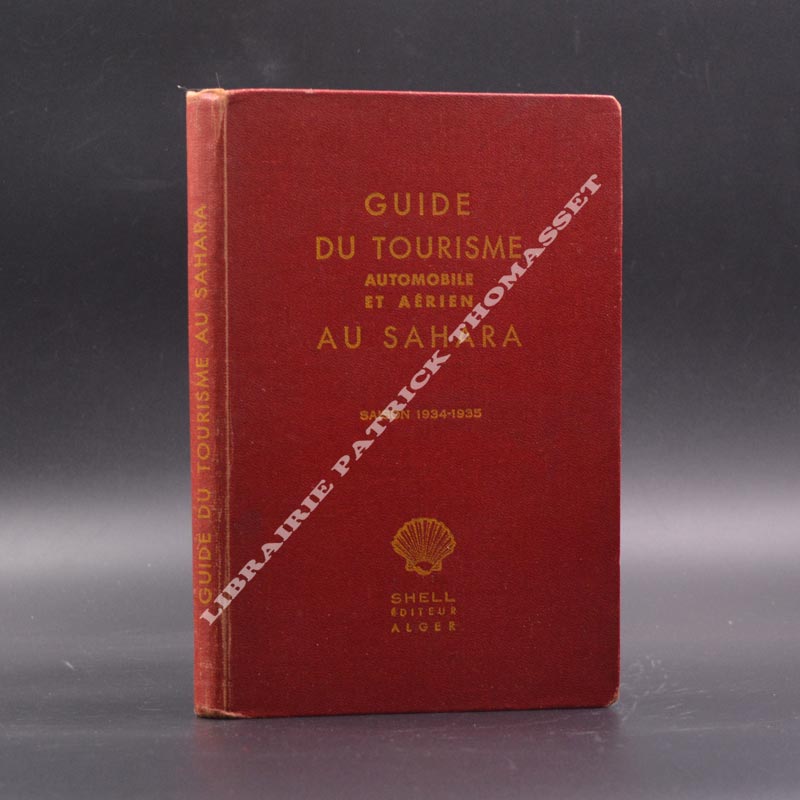 GUIDE
DU TOURISME
AUTOMOBILE
ET AÉRIEN
AU SAHARA
SAISON 1934-1935
SHELL
ÉDITEUR
ALGER
GUIDE DU TOURISME AU SAHARA
LIBRAIRIE PATRICK THOMASSET